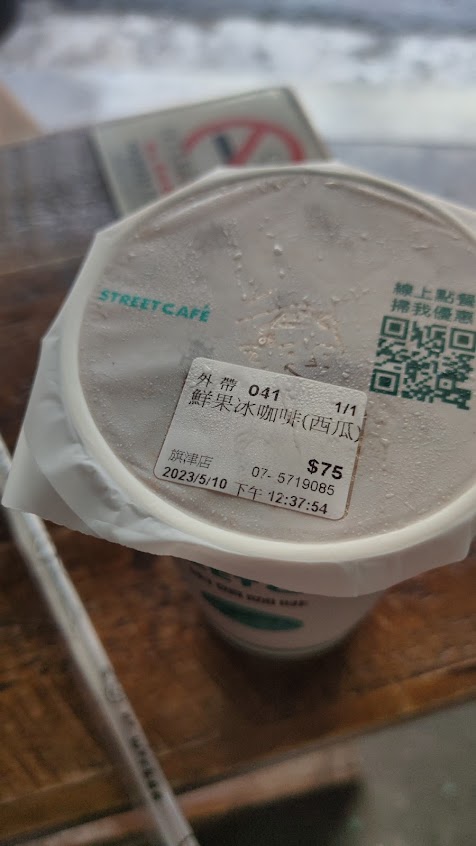 STREET CAFÉ
線上點餐
掃我優惠
外帶 041 1/1
鮮果冰咖啡(西瓜)
$75
旗津店 07- 5719085
2023/5/10 下午 12:37:54